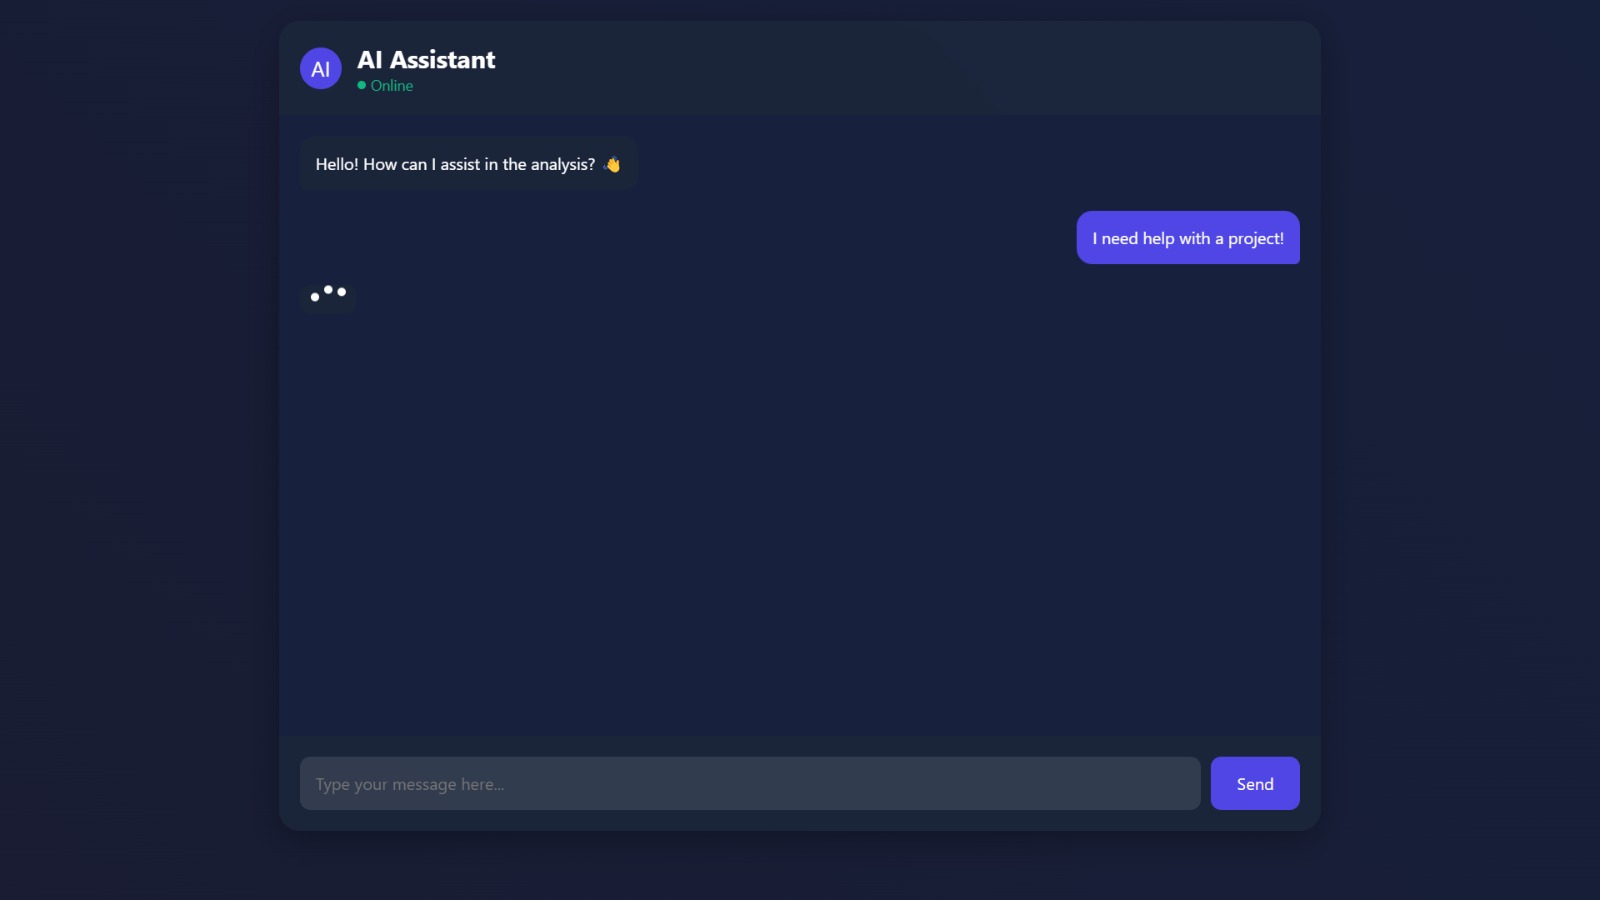 AI
AI Assistant
Online
Hello! How can I assist in the analysis? 👋
I need help with a project!
Type your message here...
Send